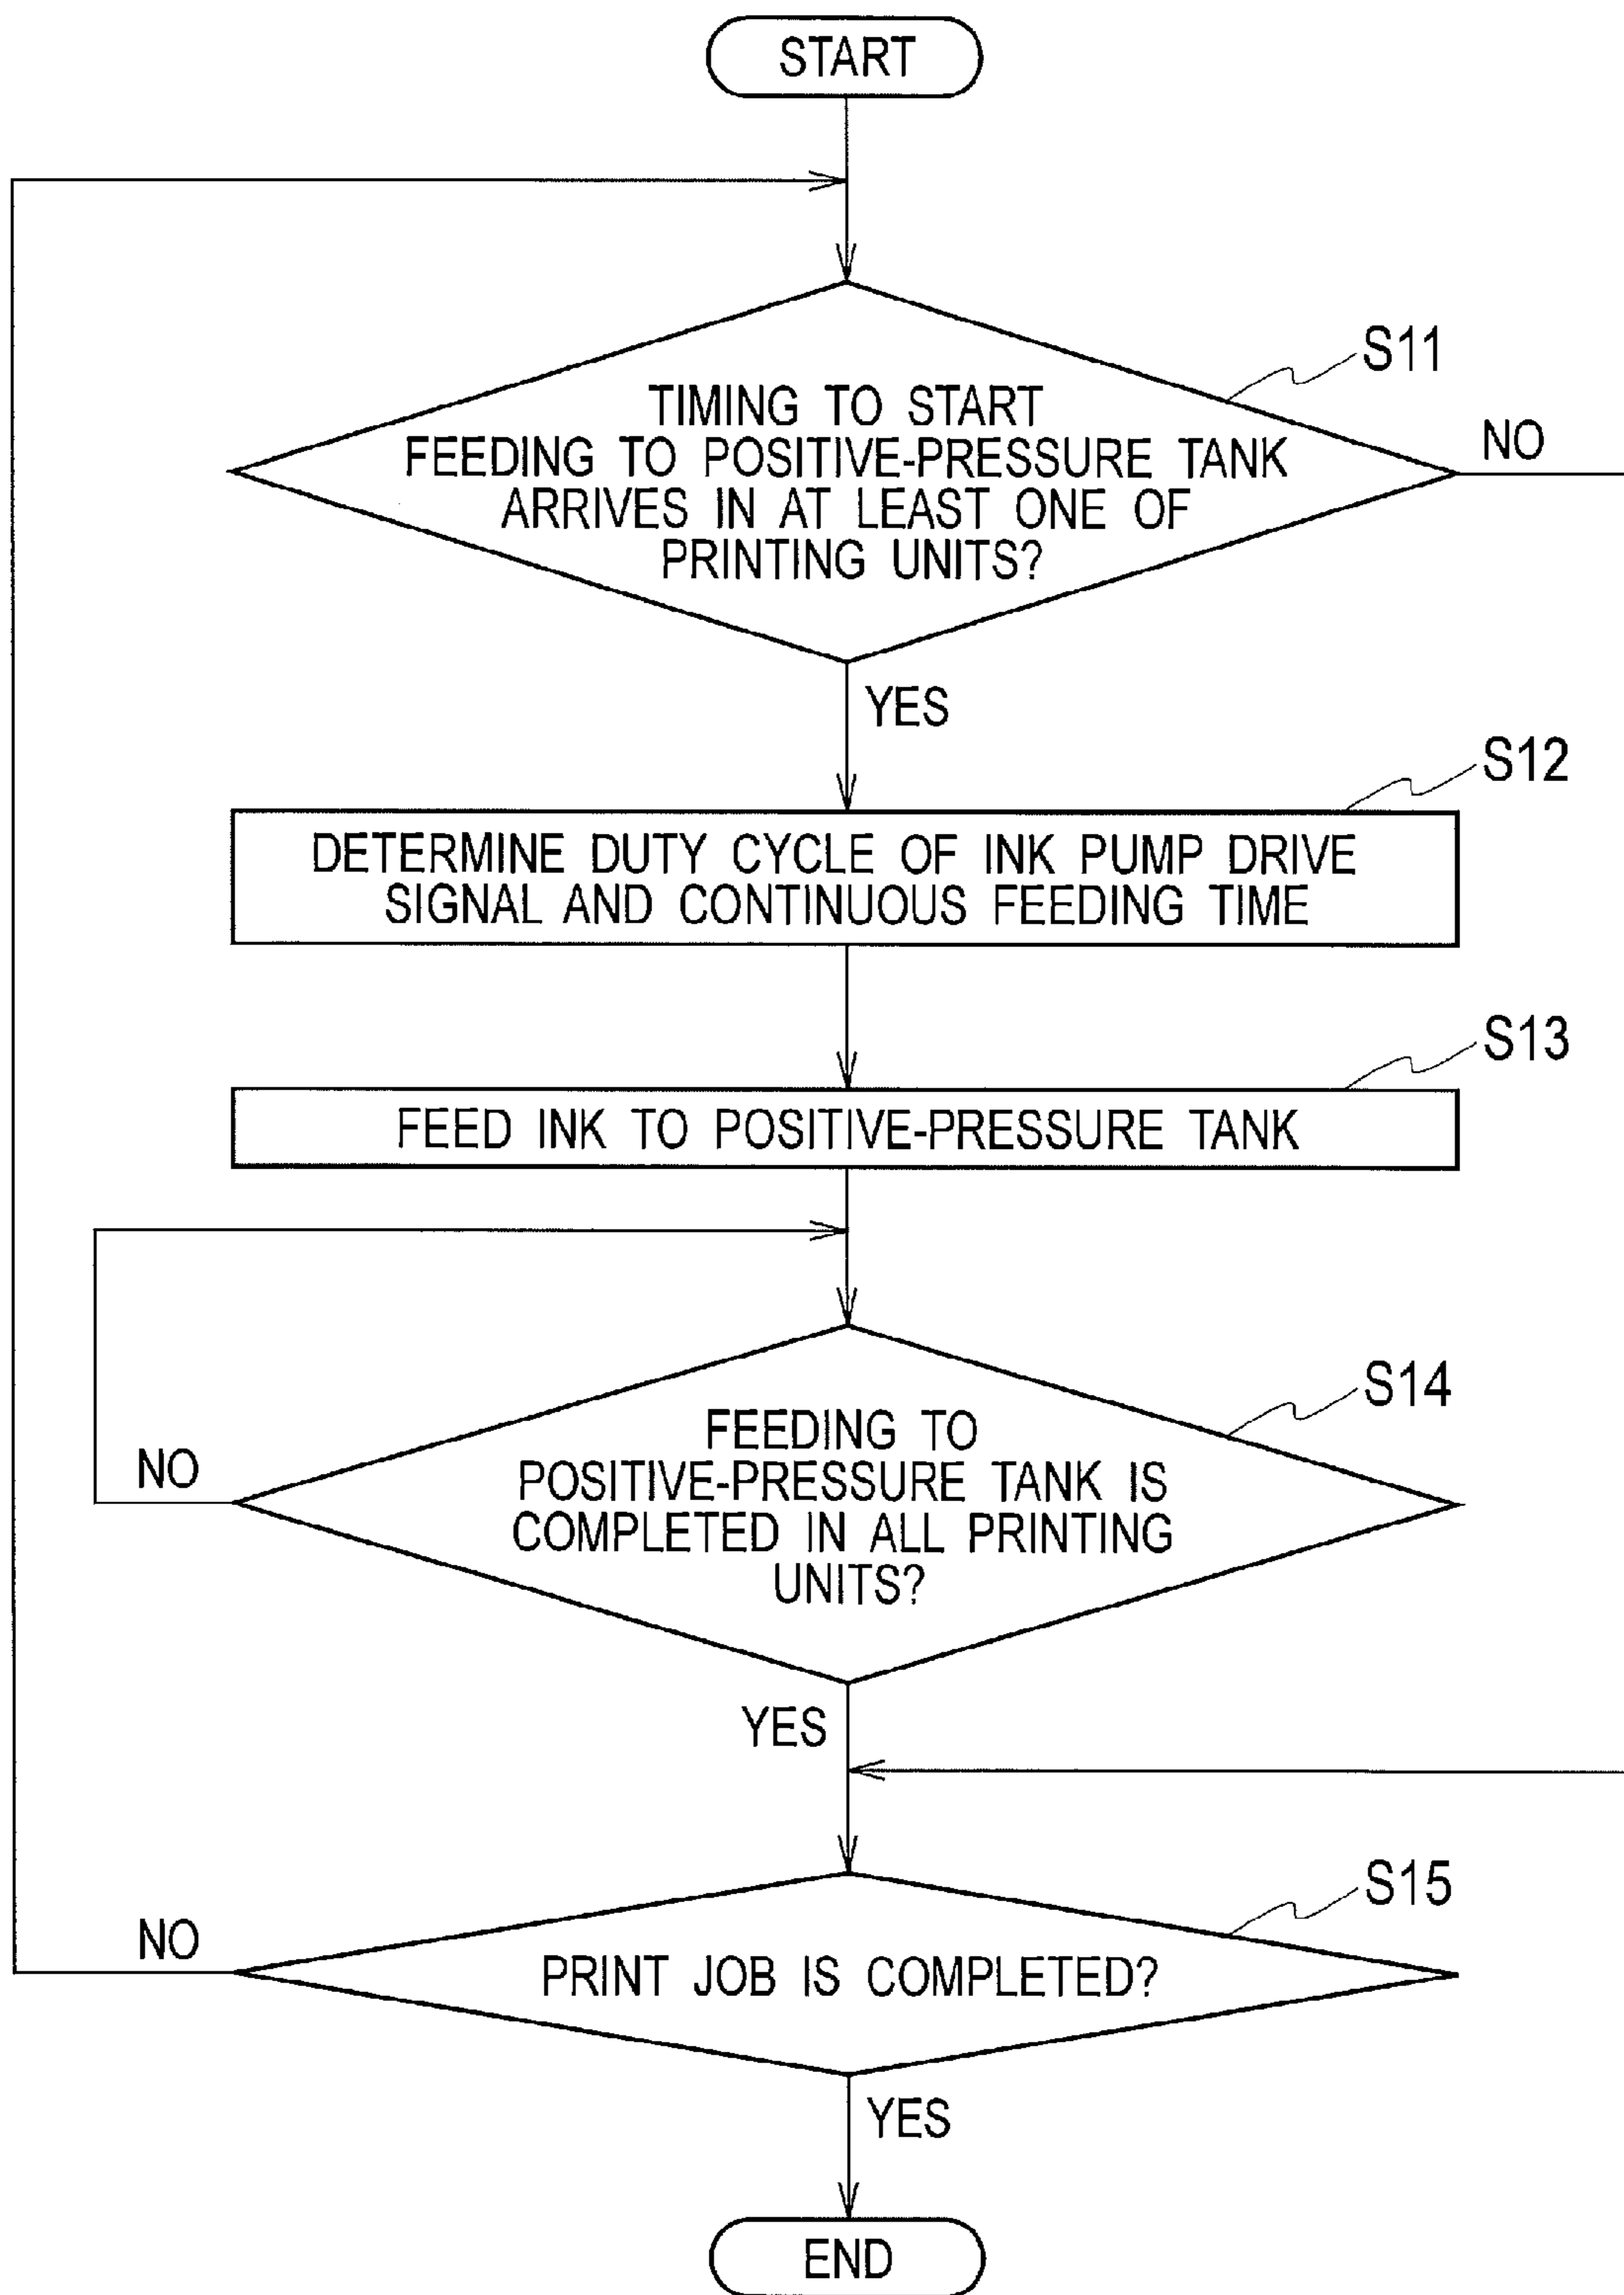 START
S11
TIMING TO START
FEEDING TO POSITIVE-PRESSURE TANK
ARRIVES IN AT LEAST ONE OF
PRINTING UNITS?
NO
YES
S12
DETERMINE DUTY CYCLE OF INK PUMP DRIVE
SIGNAL AND CONTINUOUS FEEDING TIME
S13
FEED INK TO POSITIVE-PRESSURE TANK
S14
FEEDING TO
POSITIVE-PRESSURE TANK IS
COMPLETED IN ALL PRINTING
UNITS?
NO
YES
S15
PRINT JOB IS COMPLETED?
NO
YES
END